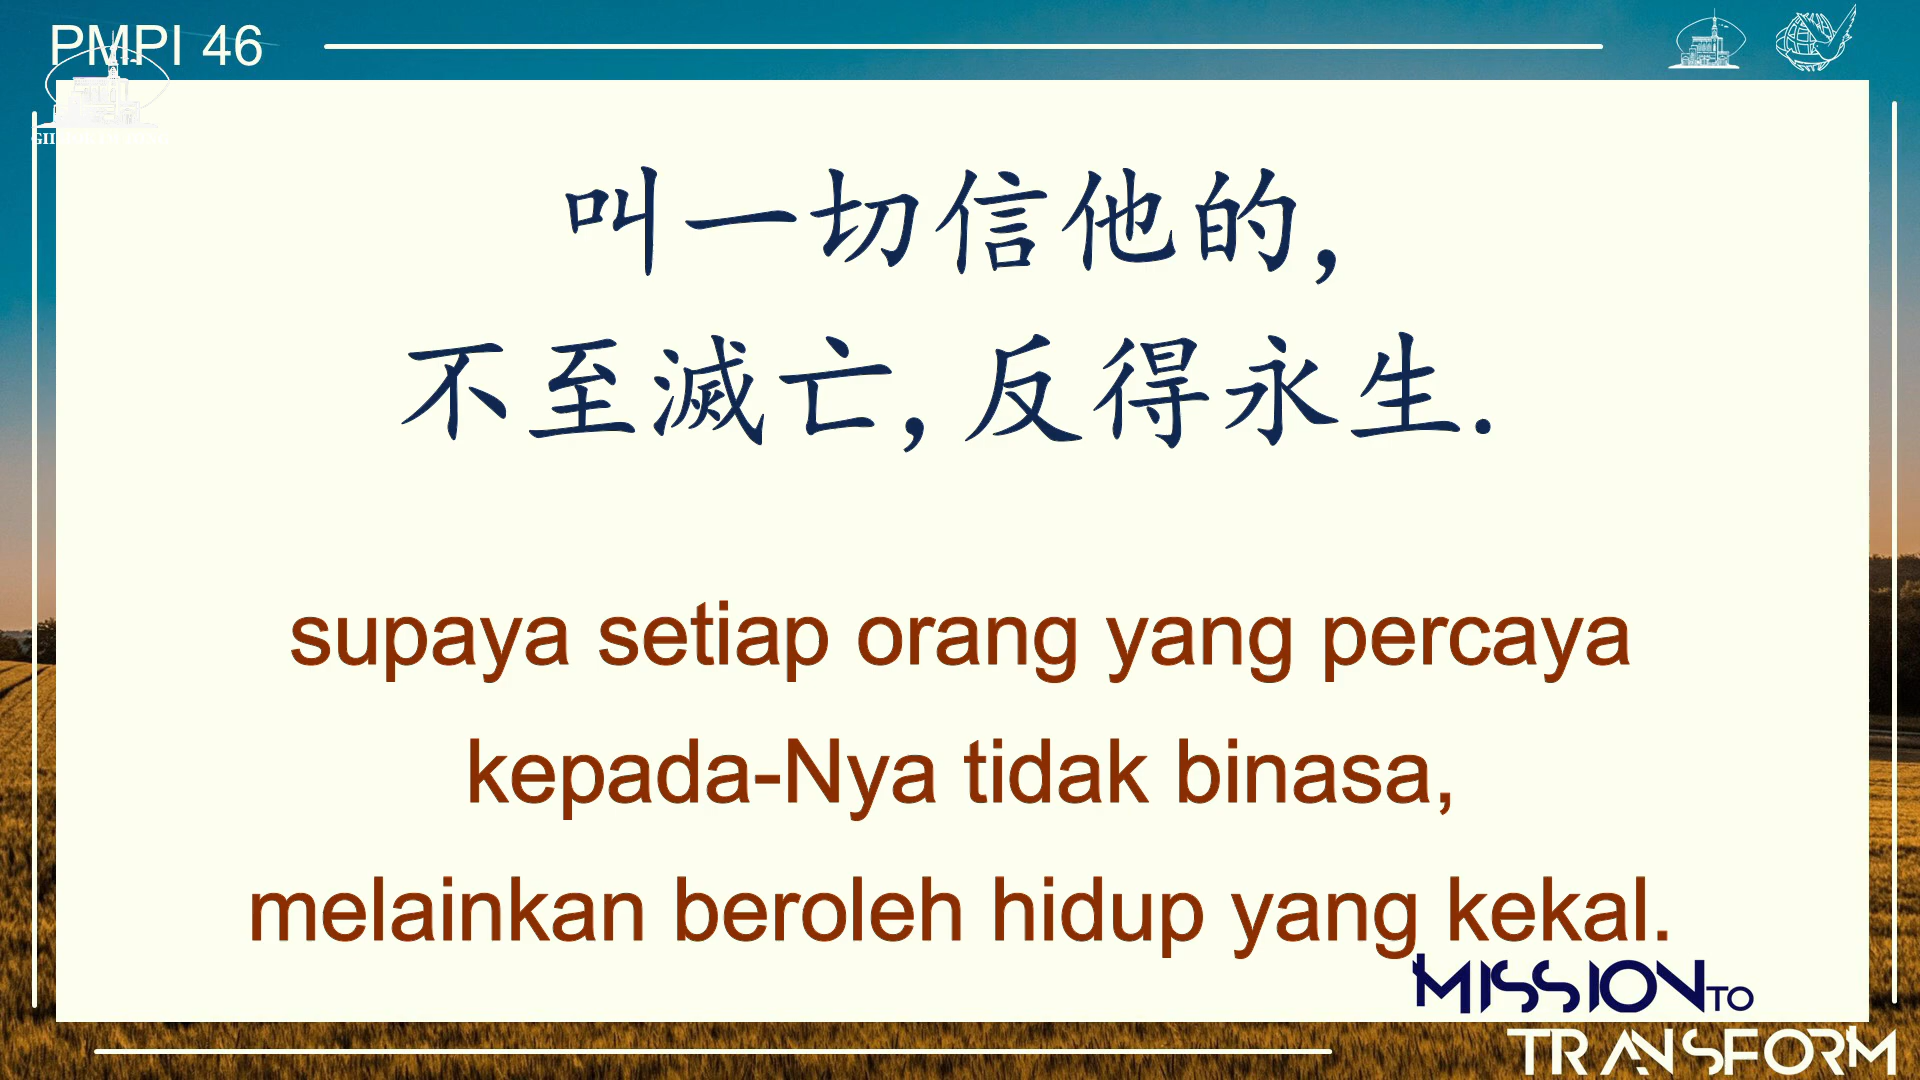 PMPI 46
叫一切信他的,
不至滅亡, 反得永生.
supaya setiap orang yang percaya
kepada-Nya tidak binasa,
melainkan beroleh hidup yang kekal.
MISSION TO
TRANSFORM